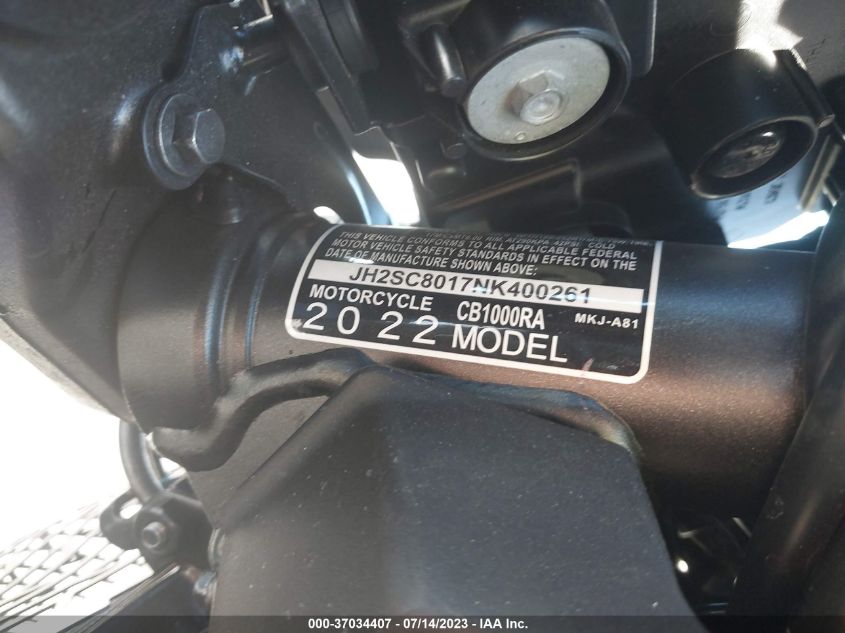 COLD
THIS VEHICLE CONFORMS TO ALL APPLICABLE FEDERAL
MOTOR VEHICLE SAFETY STANDARDS IN EFFECT ON THE
DATE OF MANUFACTURE SHOWN ABOVE:
JH2SC8017NK400261
MOTORCYCLE CB1000RA MKJ-A81
2022 MODEL
000-37034407 - 07/14/2023 - IAA Inc.